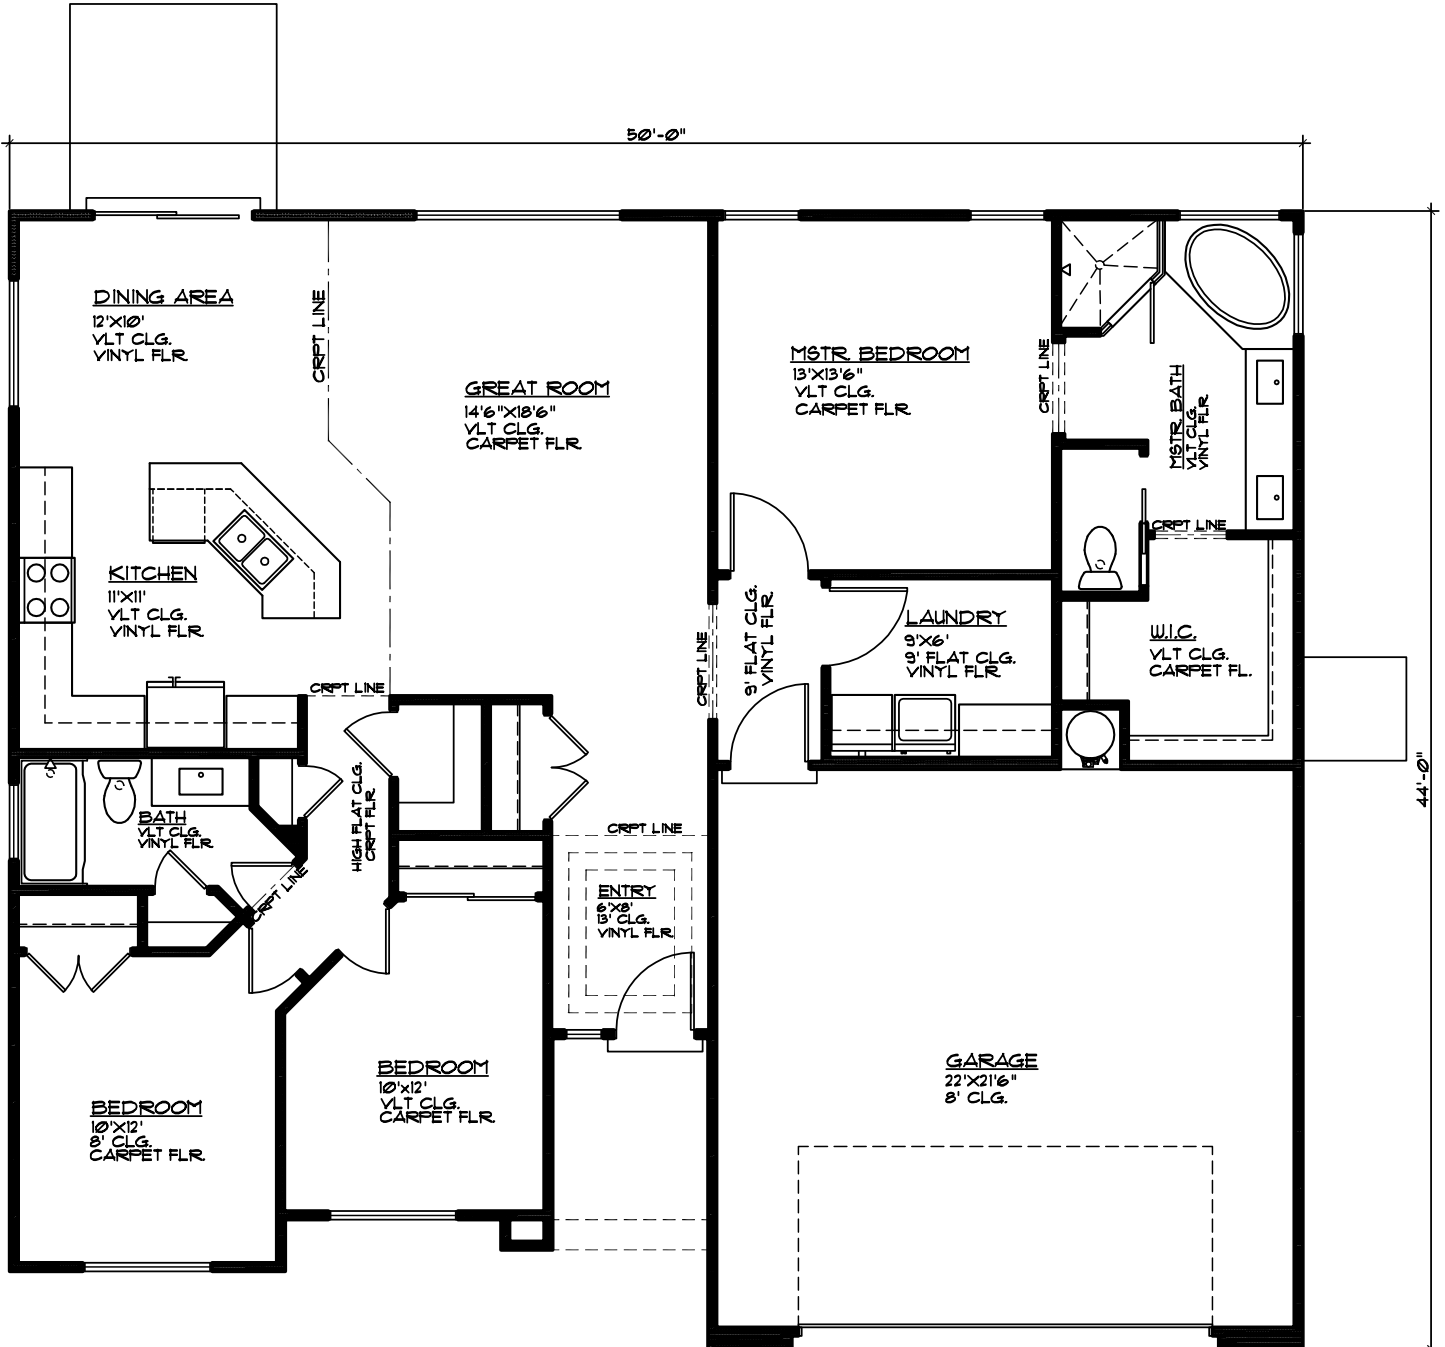 50'-0"
DINING AREA
12'X10'
VLT CLG.
VINYL FLR.
CRPT LINE
GREAT ROOM
14'6"X18'6"
VLT CLG.
CARPET FLR.
MSTR. BEDROOM
13'X13'6"
VLT CLG.
CARPET FLR.
CRPT LINE
MSTR. BATH
VLT CLG.
VINYL FLR.
CRPT LINE
KITCHEN
11'X11'
VLT CLG.
VINYL FLR.
CRPT LINE
CRPT LINE
9' FLAT CLG.
VINYL FLR.
LAUNDRY
9'X6'
9' FLAT CLG.
VINYL FLR.
W.I.C.
VLT CLG.
CARPET FL.
44'-0"
BATH
VLT CLG.
VINYL FLR.
HIGH FLAT CLG.
CRPT FLR.
CRPT LINE
CRPT LINE
ENTRY
6'X8'
13' CLG.
VINYL FLR.
BEDROOM
10'x12'
VLT CLG.
CARPET FLR.
BEDROOM
10'X12'
8' CLG.
CARPET FLR.
GARAGE
22'X21'6"
8' CLG.